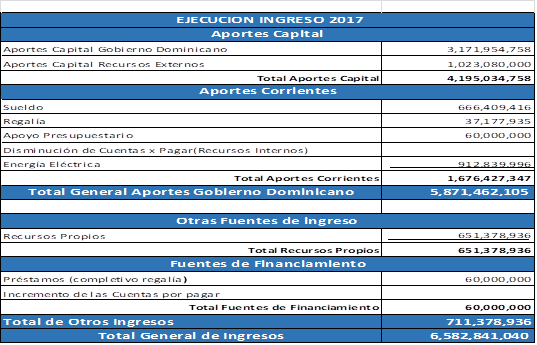 EJECUCION INGRESO 2017
Aportes Capital
Aportes Capital Gobierno Dominicano 3,171,954,758
Aportes Capital Recursos Externos 1,023,080,000
Total Aportes Capital 4,195,034,758
Aportes Corrientes
Sueldo 666,409,416
Regalía 37,177,935
Apoyo Presupuestario 60,000,000
Disminución de Cuentas x Pagar(Recursos Internos)
Energía Eléctrica 912,839,996
Total Aportes Corrientes 1,676,427,347
Total General Aportes Gobierno Dominicano 5,871,462,105
Otras Fuentes de Ingreso
Recursos Propios 651,378,936
Total Recursos Propios 651,378,936
Fuentes de Financiamiento
Préstamos (completivo regalía) 60,000,000
Incremento de las Cuentas por pagar
Total Fuentes de Financiamiento 60,000,000
Total de Otros Ingresos 711,378,936
Total General de Ingresos 6,582,841,040